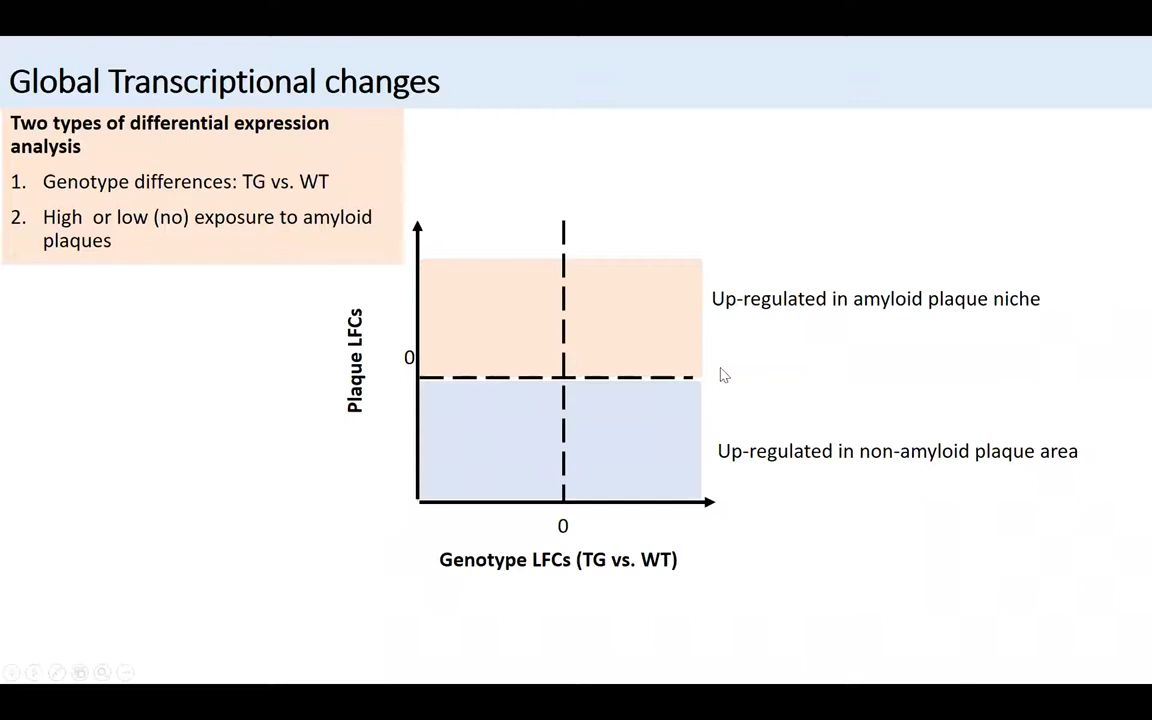 Global Transcriptional changes
Two types of differential expression
analysis
1. Genotype differences: TG vs. WT
2. High or low (no) exposure to amyloid
plaques
Up-regulated in amyloid plaque niche
Plaque LFCs
0
Up-regulated in non-amyloid plaque area
0
Genotype LFCs (TG vs. WT)